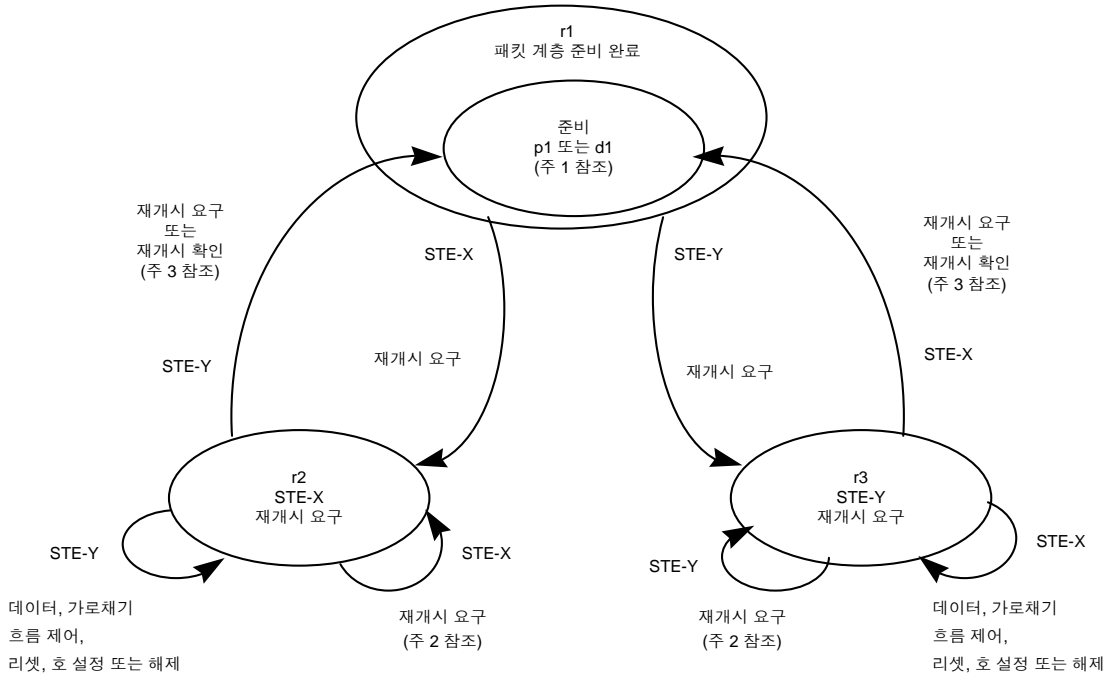 r1
패킷 계층 준비 완료
준비
p1 또는 d1
(주 1 참조)
재개시 요구
또는
재개시 확인
(주 3 참조)
STE-X
STE-Y
재개시 요구
또는
재개시 확인
(주 3 참조)
STE-Y
재개시 요구
재개시 요구
STE-X
r2
STE-X
재개시 요구
r3
STE-Y
재개시 요구
STE-Y
STE-X
STE-Y
STE-X
데이터, 가로채기
흐름 제어,
리셋, 호 설정 또는 해제
재개시 요구
(주 2 참조)
재개시 요구
(주 2 참조)
데이터, 가로채기
흐름 제어,
리셋, 호 설정 또는 해제